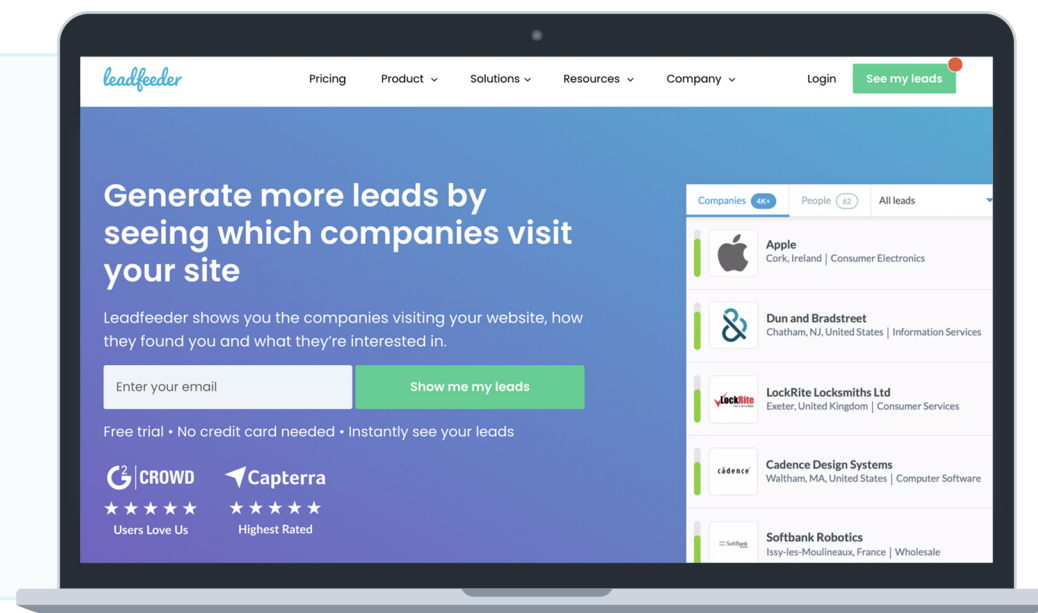 leadfeeder
Pricing Product Solutions Resources Company Login See my leads
Generate more leads by
seeing which companies visit
your site
Leadfeeder shows you the companies visiting your website, how
they found you and what they're interested in.
Enter your email Show me my leads
Free trial • No credit card needed • Instantly see your leads
G2 CROWD
Users Love Us
Capterra
Highest Rated
Companies 4K+ People 62 All leads
Apple
Cork, Ireland | Consumer Electronics
Dun and Bradstreet
Chatham, NJ, United States | Information Services
LockRite
LockRite Locksmiths Ltd
Exeter, United Kingdom | Consumer Services
cādence
Cadence Design Systems
Waltham, MA, United States | Computer Software
SoftBank
Softbank Robotics
Issy-les-Moulineaux, France | Wholesale